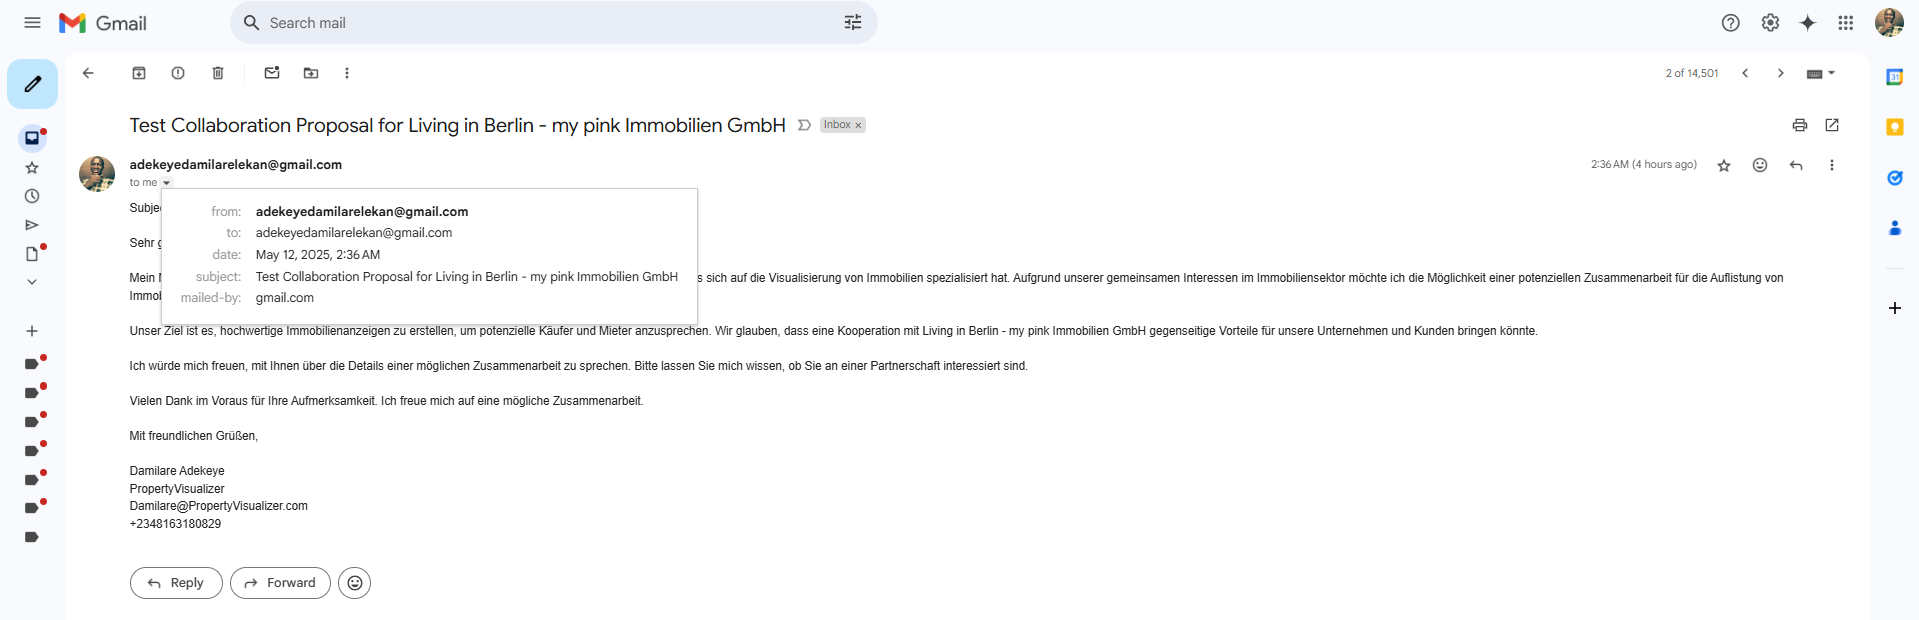 Gmail
Search mail
2 of 14,501
Test Collaboration Proposal for Living in Berlin - my pink Immobilien GmbH
Inbox x
adekeyedamilarelekan@gmail.com
2:36 AM (4 hours ago)
to me
from: adekeyedamilarelekan@gmail.com
to: adekeyedamilarelekan@gmail.com
date: May 12, 2025, 2:36 AM
subject: Test Collaboration Proposal for Living in Berlin - my pink Immobilien GmbH
mailed-by: gmail.com
Sehr
Mein
sich auf die Visualisierung von Immobilien spezialisiert hat. Aufgrund unserer gemeinsamen Interessen im Immobiliensektor möchte ich die Möglichkeit einer potenziellen Zusammenarbeit für die Auflistung von
Unser Ziel ist es, hochwertige Immobilienanzeigen zu erstellen, um potenzielle Käufer und Mieter anzusprechen. Wir glauben, dass eine Kooperation mit Living in Berlin - my pink Immobilien GmbH gegenseitige Vorteile für unsere Unternehmen und Kunden bringen könnte.
Ich würde mich freuen, mit Ihnen über die Details einer möglichen Zusammenarbeit zu sprechen. Bitte lassen Sie mich wissen, ob Sie an einer Partnerschaft interessiert sind.
Vielen Dank im Voraus für Ihre Aufmerksamkeit. Ich freue mich auf eine mögliche Zusammenarbeit.
Mit freundlichen Grüßen,
Damilare Adekeye
PropertyVisualizer
Damilare@PropertyVisualizer.com
+2348163180829
Reply
Forward
31